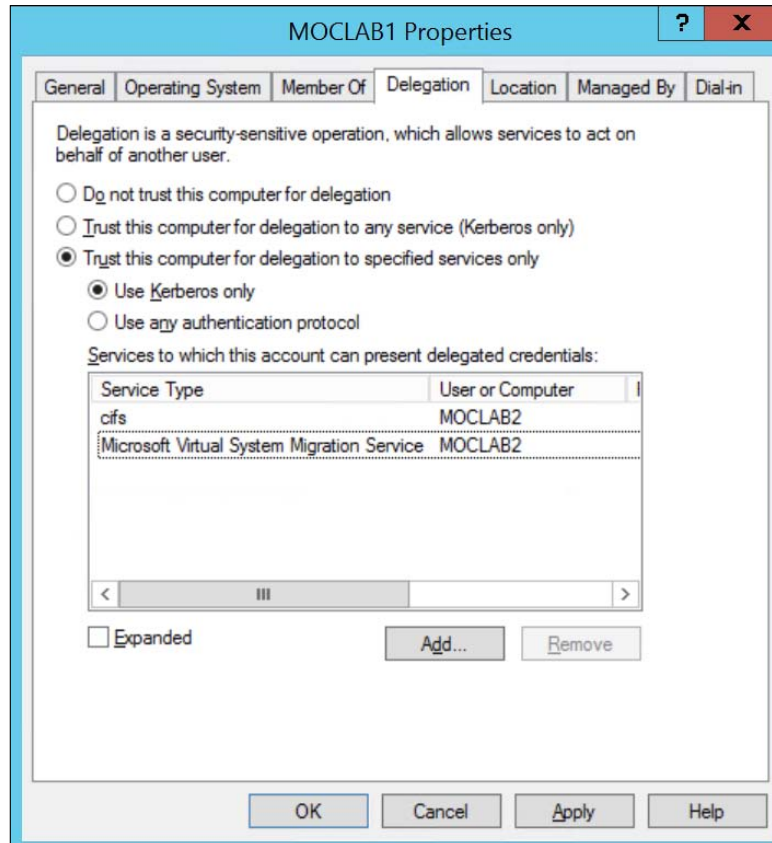 MOCLAB1 Properties
? X
General Operating System Member Of Delegation Location Managed By Dial-in
Delegation is a security-sensitive operation, which allows services to act on
behalf of another user.
Do not trust this computer for delegation
Trust this computer for delegation to any service (Kerberos only)
Trust this computer for delegation to specified services only
Use Kerberos only
Use any authentication protocol
Services to which this account can present delegated credentials:
Service Type User or Computer
cifs MOCLAB2
Microsoft Virtual System Migration Service MOCLAB2
Expanded Add... Remove
OK Cancel Apply Help